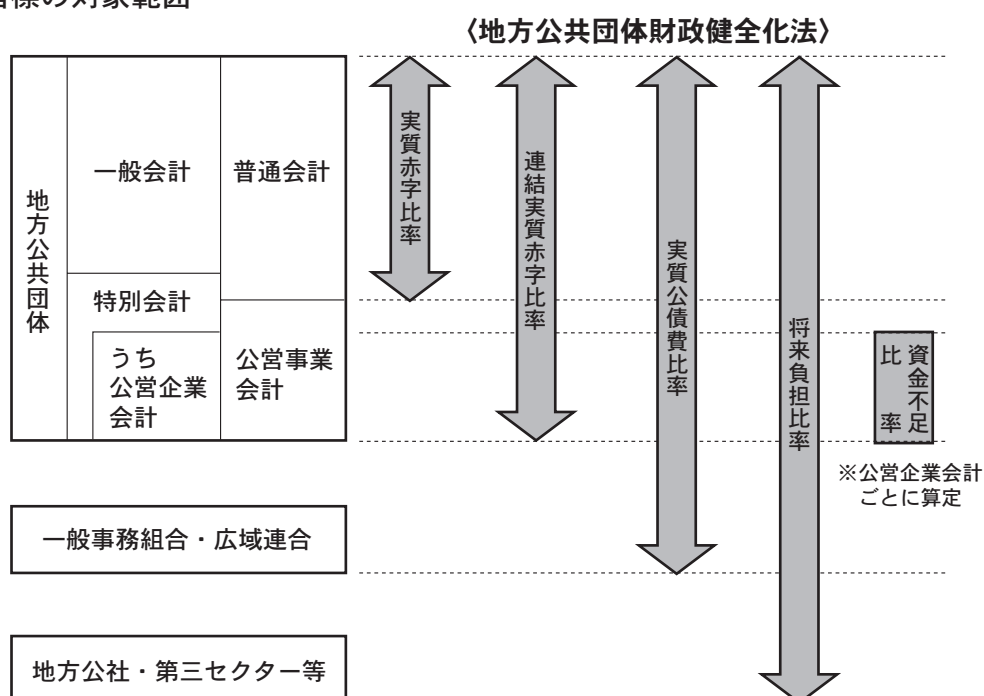 指標の対象範囲
〈地方公共団体財政健全化法〉
地方公共団体
一般会計
普通会計
特別会計
うち
公営企業
会計
公営事業
会計
実質赤字比率
連結実質赤字比率
実質公債費比率
将来負担比率
資金不足
比率
※公営企業会計
ごとに算定
一般事務組合・広域連合
地方公社・第三セクター等